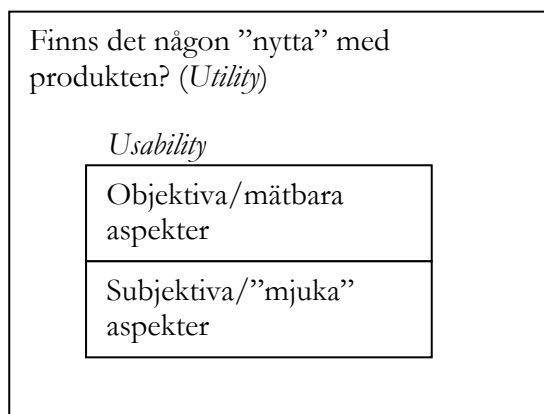 Finns det någon ”nytta” med
produkten? (Utility)
Usability
Objektiva/mätbara
aspekter
Subjektiva/”mjuka”
aspekter